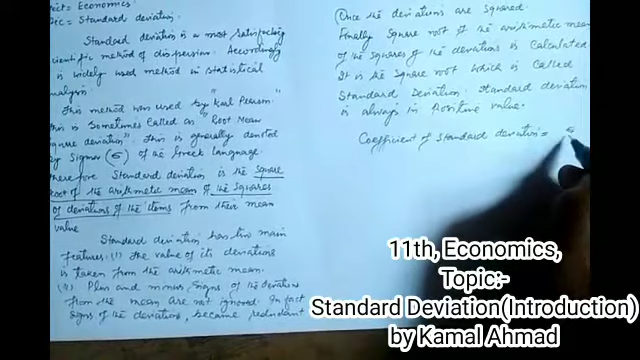 ject = Economics
pic = Standard deviation.
Standard deviation is a most satisfactory
scientific method of dispersion. Accordingly
is widely used method in statistical
analysis.
This method was used by "Karl Pearson"
This is sometimes called as "Root Mean
square deviation". This is generally denoted
by Sigma (σ) of the Greek language.
therefore Standard deviation is the square
root of the arithmetic mean of the squares
of deviations of the items from their mean
value
Standard deviation has two main
features. (i) the value of its deviations
is taken from the arithmetic mean.
(ii) Plus and minus signs of the deviations
from the mean are not ignored. In fact
signs of the deviations, became redundant
Once the deviations are squared.
Finally square root of the arithmetic mean
of the squares of the deviations is calculated
It is the square root which is called
Standard Deviation. Standard deviation
is always in Positive value.
Coefficient of Standard deviation = σ
11th, Economics,
Topic:-
Standard Deviation(Introduction)
by Kamal Ahmad